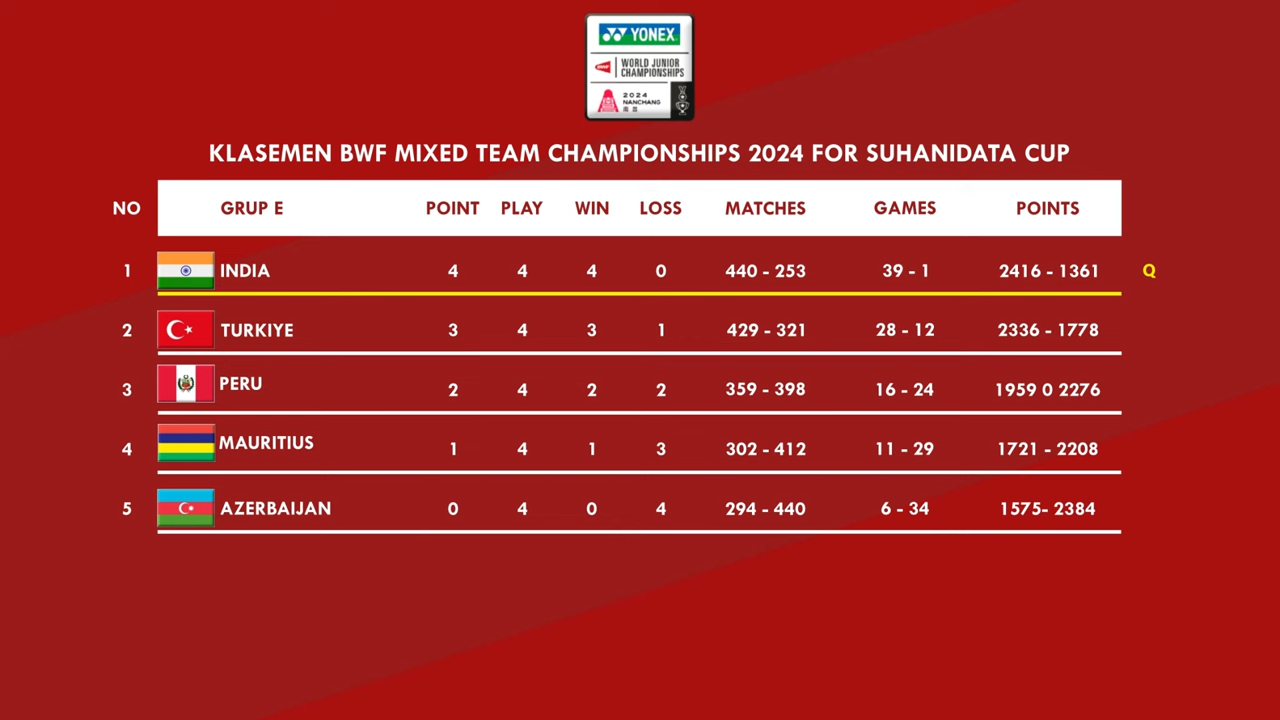 YONEX
WORLD JUNIOR
CHAMPIONSHIPS
2024
NANCHANG
南昌
KLASEMEN BWF MIXED TEAM CHAMPIONSHIPS 2024 FOR SUHANIDATA CUP
NO GRUP E POINT PLAY WIN LOSS MATCHES GAMES POINTS
1 INDIA 4 4 4 0 440 - 253 39 - 1 2416 - 1361 Q
2 TURKIYE 3 4 3 1 429 - 321 28 - 12 2336 - 1778
3 PERU 2 4 2 2 359 - 398 16 - 24 1959 0 2276
4 MAURITIUS 1 4 1 3 302 - 412 11 - 29 1721 - 2208
5 AZERBAIJAN 0 4 0 4 294 - 440 6 - 34 1575- 2384